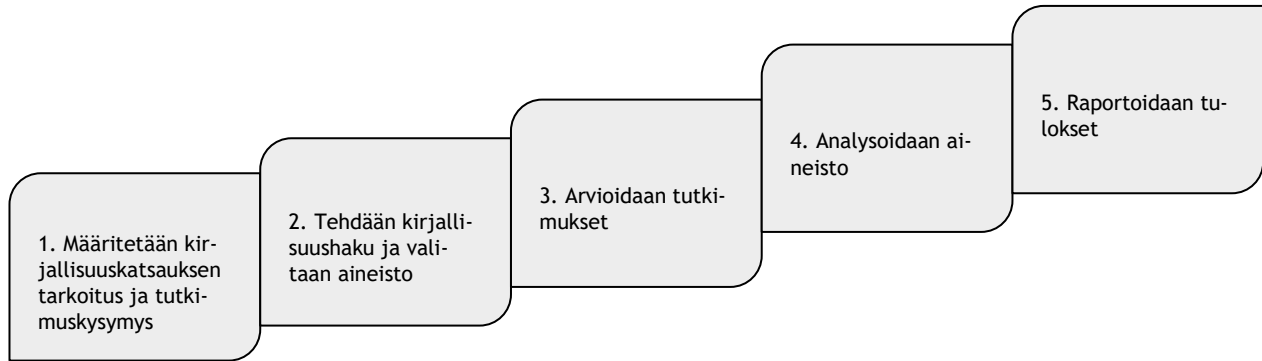 1. Määritetään kir-
jallisuuskatsauksen
tarkoitus ja tutki-
muskysymys
2. Tehdään kirjalli-
suushaku ja vali-
taan aineisto
3. Arvioidaan tutki-
mukset
4. Analysoidaan ai-
neisto
5. Raportoidaan tu-
lokset